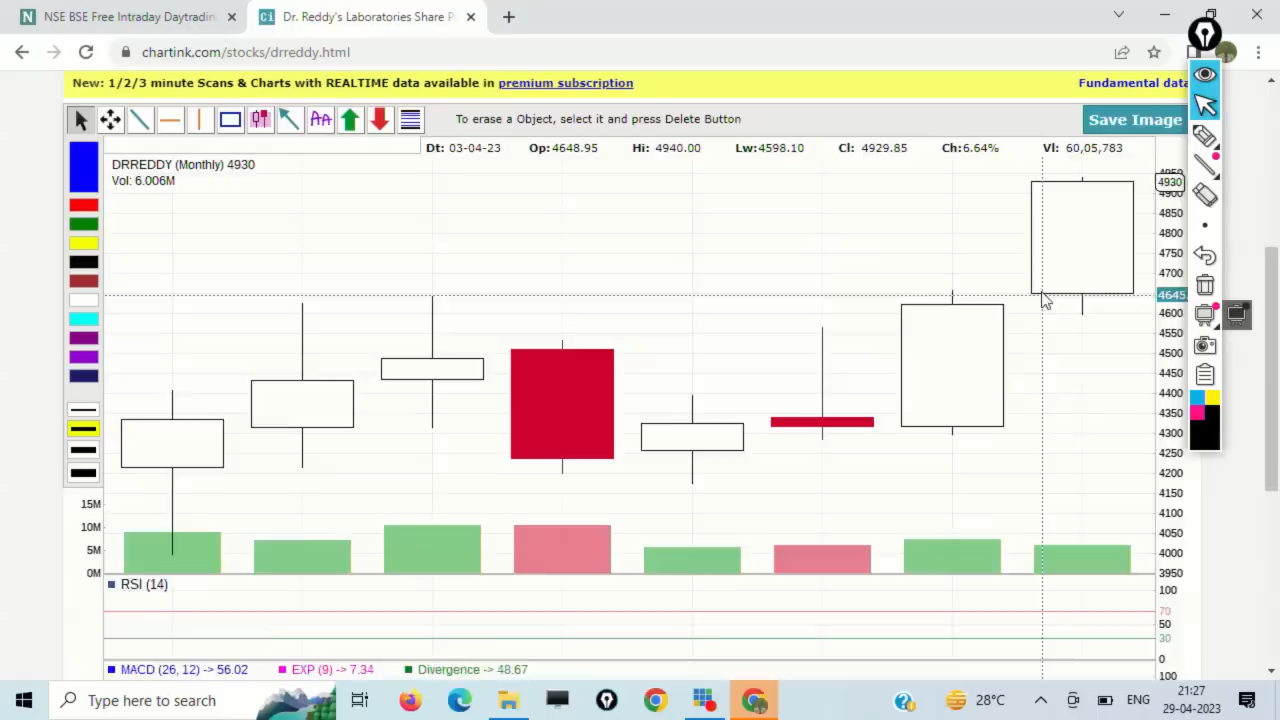 NSE BSE Free Intraday Daytradin
Dr. Reddy's Laboratories Share P
chartink.com/stocks/drreddy.html
New: 1/2/3 minute Scans & Charts with REALTIME data available in premium subscription
Fundamental data
To erase a Object, select it and press Delete Button
Save Image
Dt: 03-04-23 Op:4648.95 Hi: 4940.00 Lw:4598.10 Cl: 4929.85 Ch:6.64% Vl: 60,05,783
DRREDDY (Monthly) 4930
Vol: 6.006M
4950
4930
4900
4850
4800
4750
4700
4645
4600
4550
4500
4450
4400
4350
4300
4250
4200
4150
4100
4050
4000
3950
15M
10M
5M
0M
RSI (14)
100
70
50
30
0
MACD (26, 12) -> 56.02 EXP (9) -> 7.34 Divergence -> 48.67
100
Type here to search
28°C
ENG
21:27
29-04-2023